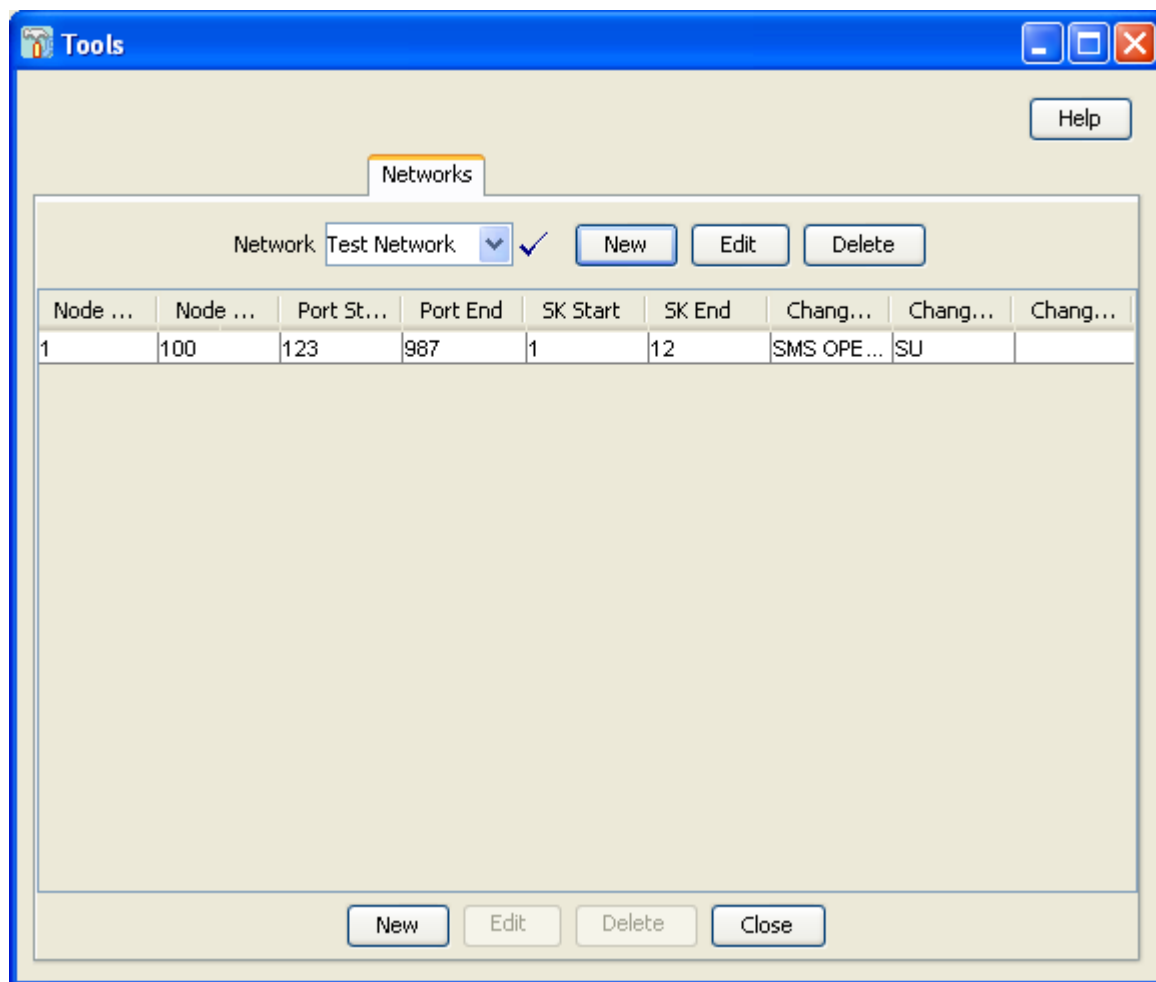 Tools
Help
Networks
Network Test Network New Edit Delete
Node ... Node ... Port St... Port End SK Start SK End Chang... Chang... Chang...
1 100 123 987 1 12 SMS OPE... SU
New Edit Delete Close